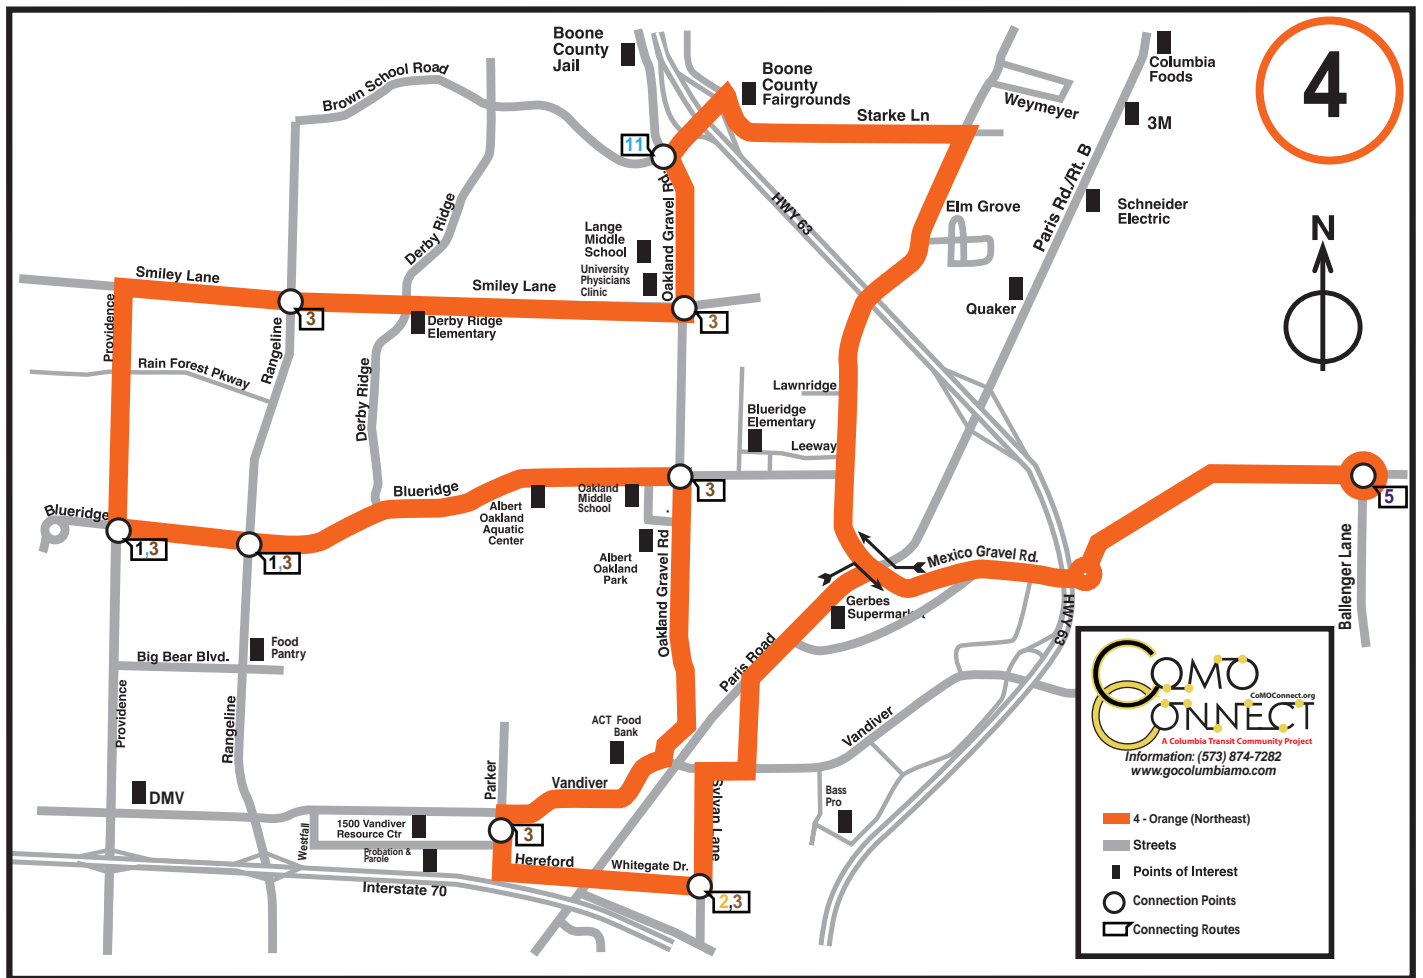 Boone
County
Jail
Boone
County
Fairgrounds
Columbia
Foods
4
Brown School Road
Weymeyer
Starke Ln
3M
11
Paris Rd./Rt. B
Oakland Gravel Rd.
HWY 63
Derby Ridge
Elm Grove
Schneider
Electric
N
Lange
Middle
School
University
Physicians
Clinic
Smiley Lane
Smiley Lane
Quaker
3
3
Providence
Rangeline
Derby Ridge
Elementary
Rain Forest Pkway
Derby Ridge
Lawnridge
Blueridge
Elementary
Leeway
Blueridge
Blueridge
Albert
Oakland
Aquatic
Center
Oakland
Middle
School
3
5
1,3
1,3
Albert
Oakland
Park
Oakland Gravel Rd
Mexico Gravel Rd.
Ballenger Lane
HWY 63
Gerbes
Supermarket
Food
Pantry
Big Bear Blvd.
Paris Road
Providence
Rangeline
ACT Food
Bank
Vandiver
COMO
CoMOConnect.org
CONNECT
A Columbia Transit Community Project
Information: (573) 874-7282
www.gocolumbiamo.com
Parker
Vandiver
Sylvan Lane
Bass
Pro
DMV
Westfall
1500 Vandiver
Resource Ctr
3
Probation &
Parole
Hereford
Whitegate Dr.
Interstate 70
2,3
4 - Orange (Northeast)
Streets
Points of Interest
Connection Points
Connecting Routes